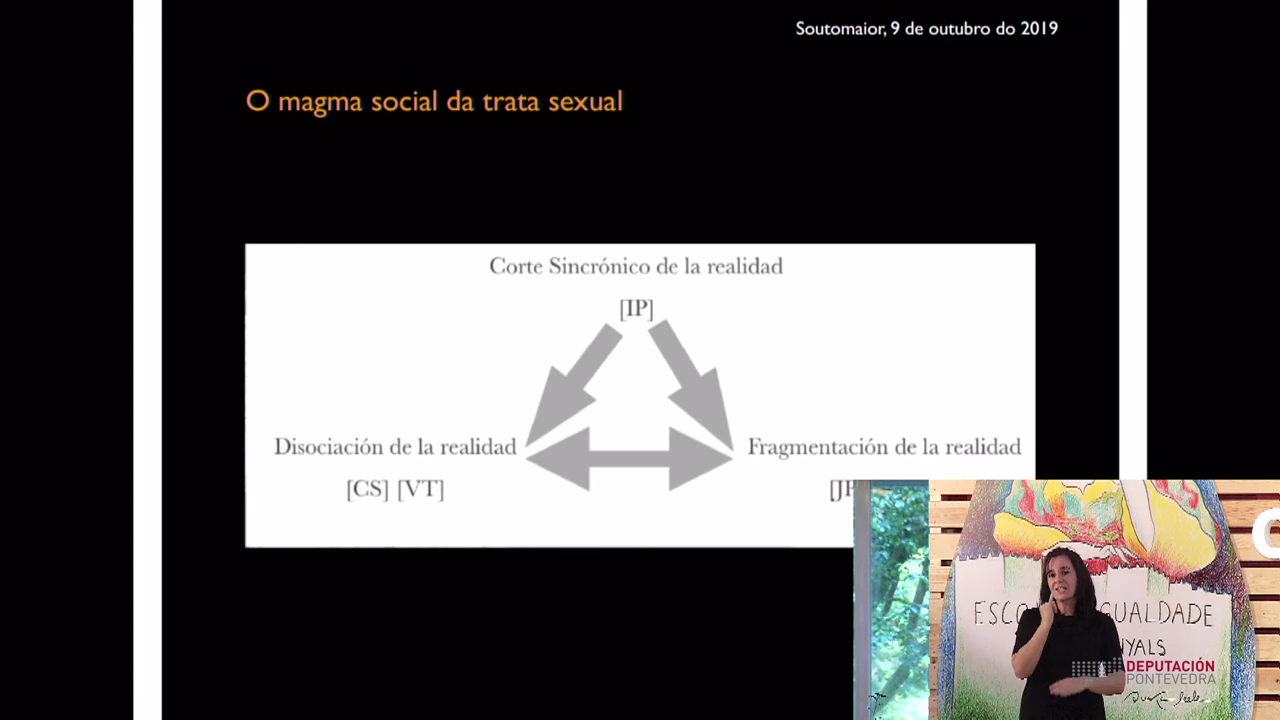 Soutomaior, 9 de outubro do 2019
O magma social da trata sexual
Corte Sincrónico de la realidad
[IP]
Disociación de la realidad
Fragmentación de la realidad
[CS] [VT]
DEPUTACIÓN
PONTEVEDRA